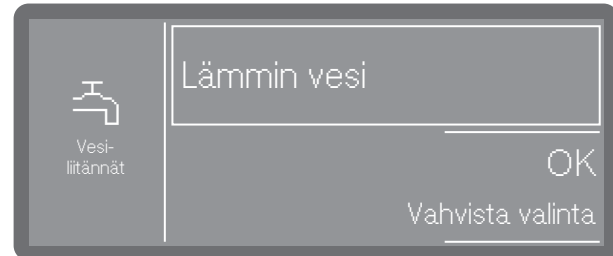 Vesi-
liitännät
Lämmin vesi
OK
Vahvista valinta